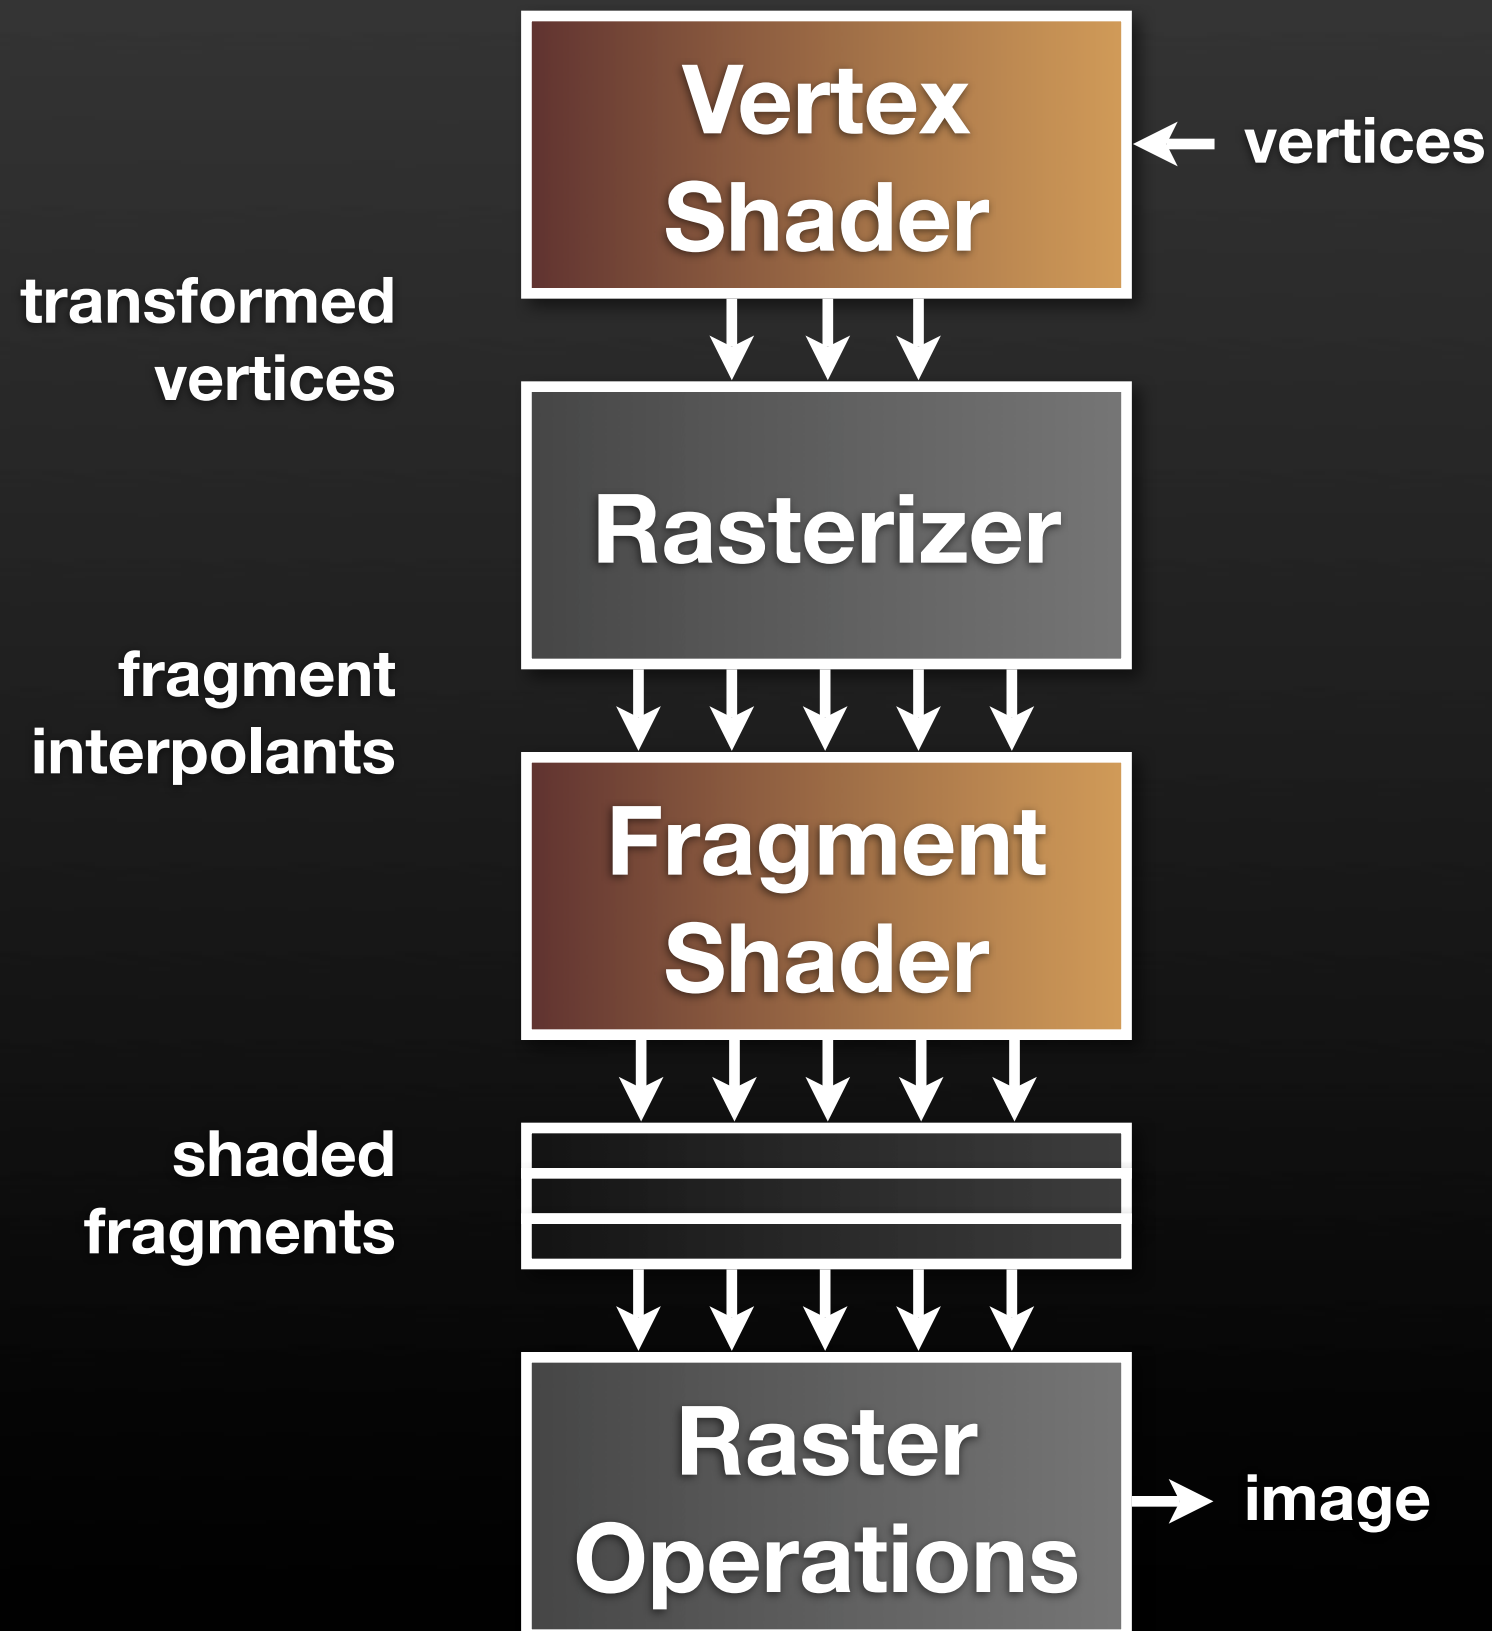 Vertex
Shader
vertices
transformed
vertices
Rasterizer
fragment
interpolants
Fragment
Shader
shaded
fragments
Raster
Operations
image